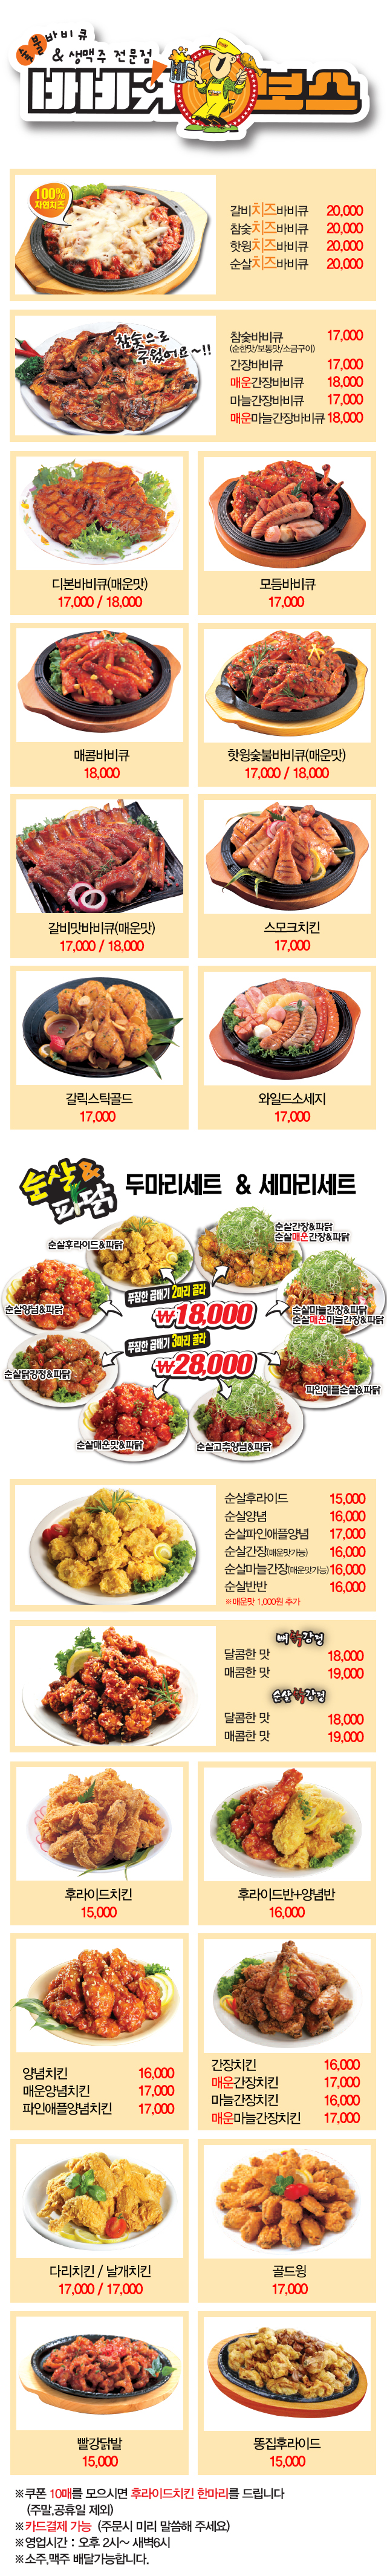 숯불바비큐
& 생맥주 전문점
바비큐보스
100%
자연치즈
갈비치즈바비큐 20,000
참숯치즈바비큐 20,000
핫윙치즈바비큐 20,000
순살치즈바비큐 20,000
참숯으로
구웠어요~!!
참숯바비큐 17,000
(순한맛/보통맛/소금구이)
간장바비큐 17,000
매운간장바비큐 18,000
마늘간장바비큐 17,000
매운마늘간장바비큐 18,000
디본바비큐(매운맛)
17,000 / 18,000
모듬바비큐
17,000
매콤바비큐
18,000
핫윙숯불바비큐(매운맛)
17,000 / 18,000
갈비맛바비큐(매운맛)
17,000 / 18,000
스모크치킨
17,000
갈릭스틱골드
17,000
와일드소세지
17,000
순살&
파닭
두마리세트 & 세마리세트
순살후라이드&파닭
순살간장&파닭
순살매운간장&파닭
순살양념&파닭
푸짐한 곱배기 2마리 골라
₩18,000
순살마늘간장&파닭
순살매운마늘간장&파닭
푸짐한 곱배기 3마리 골라
₩28,000
순살닭강정&파닭
파인애플순살&파닭
순살매운맛&파닭
순살고추양념&파닭
순살후라이드 15,000
순살양념 16,000
순살파인애플양념 17,000
순살간장(매운맛가능) 16,000
순살마늘간장(매운맛가능) 16,000
순살반반 16,000
※매운맛 1,000원 추가
뼈닭강정
달콤한 맛 18,000
매콤한 맛 19,000
순살닭강정
달콤한 맛 18,000
매콤한 맛 19,000
후라이드치킨
15,000
후라이드반+양념반
16,000
양념치킨 16,000
매운양념치킨 17,000
파인애플양념치킨 17,000
간장치킨 16,000
매운간장치킨 17,000
마늘간장치킨 16,000
매운마늘간장치킨 17,000
다리치킨 / 날개치킨
17,000 / 17,000
골드윙
17,000
빨강닭발
15,000
똥집후라이드
15,000
※쿠폰 10매를 모으시면 후라이드치킨 한마리를 드립니다
(주말,공휴일 제외)
※카드결제 가능 (주문시 미리 말씀해 주세요)
※영업시간 : 오후 2시~ 새벽6시
※소주,맥주 배달가능합니다.